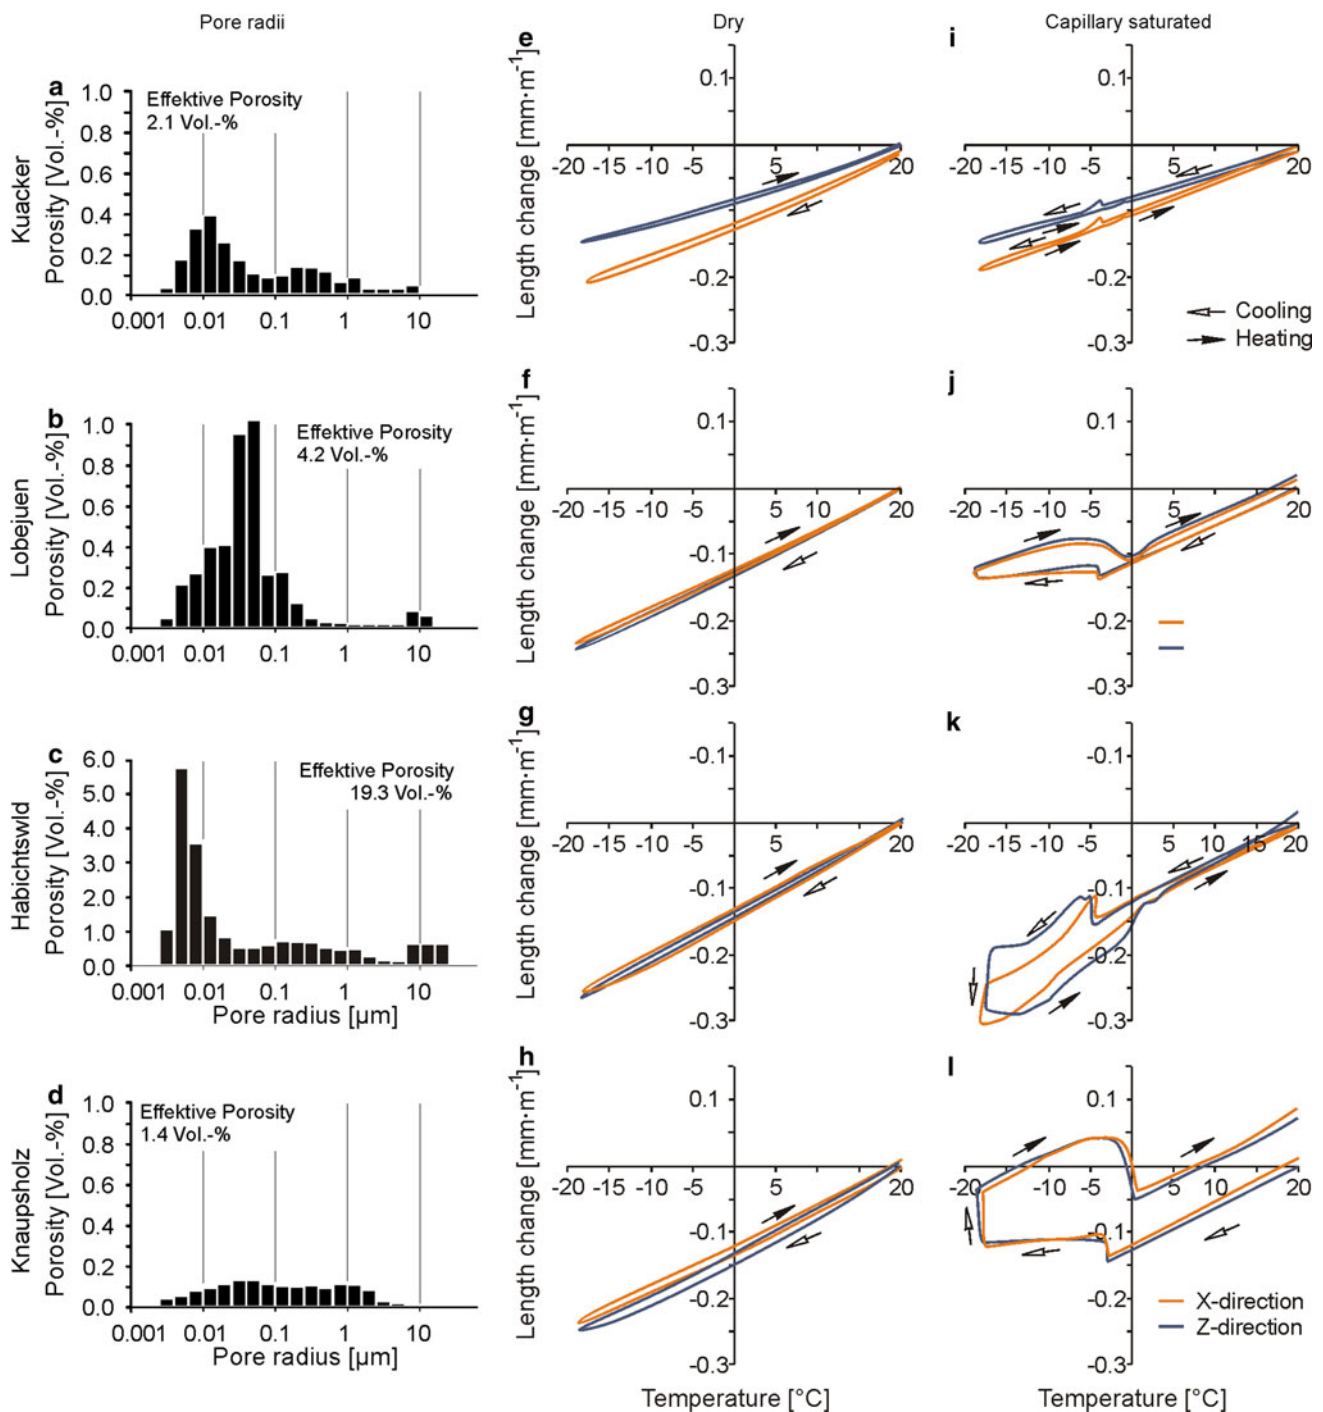 Pore radii
Dry
Capillary saturated
a
Kuacker
Porosity [Vol.-%]
Effektive Porosity
2.1 Vol.-%
1.0
0.8
0.6
0.4
0.2
0.0
0.001 0.01 0.1 1 10
e
Length change [mm·m⁻¹]
0.1
-20 -15 -10 -5 5 15 20
-0.2
-0.3
i
0.1
-20 -15 -10 -5 5 10 15 20
-0.2
-0.3
Cooling
Heating
b
Lobejuen
Porosity [Vol.-%]
Effektive Porosity
4.2 Vol.-%
1.0
0.8
0.6
0.4
0.2
0.0
0.001 0.01 0.1 1 10
f
Length change [mm·m⁻¹]
0.1
-20 -15 -10 -5 5 10 20
-0.1
-0.2
-0.3
j
0.1
-20 -15 -10 -5 5 20
-0.1
-0.2
-0.3
c
Habichtswld
Porosity [Vol.-%]
Effektive Porosity
19.3 Vol.-%
6.0
5.0
4.0
3.0
2.0
1.0
0.0
0.001 0.01 0.1 1 10
Pore radius [µm]
g
Length change [mm·m⁻¹]
-0.1
-20 -15 -10 -5 5 20
-0.1
-0.2
-0.3
k
-0.1
-20 -15 -10 -5 5 10 15 20
-0.1
-0.2
-0.3
d
Knaupsholz
Porosity [Vol.-%]
Effektive Porosity
1.4 Vol.-%
1.0
0.8
0.6
0.4
0.2
0.0
0.001 0.01 0.1 1 10
Pore radius [µm]
h
Length change [mm·m⁻¹]
0.1
-20 -15 -10 -5 5 20
-0.1
-0.2
-0.3
Temperature [°C]
l
0.1
-20 -10 -5 5 10 20
-0.1
-0.2
-0.3
X-direction
Z-direction
Temperature [°C]